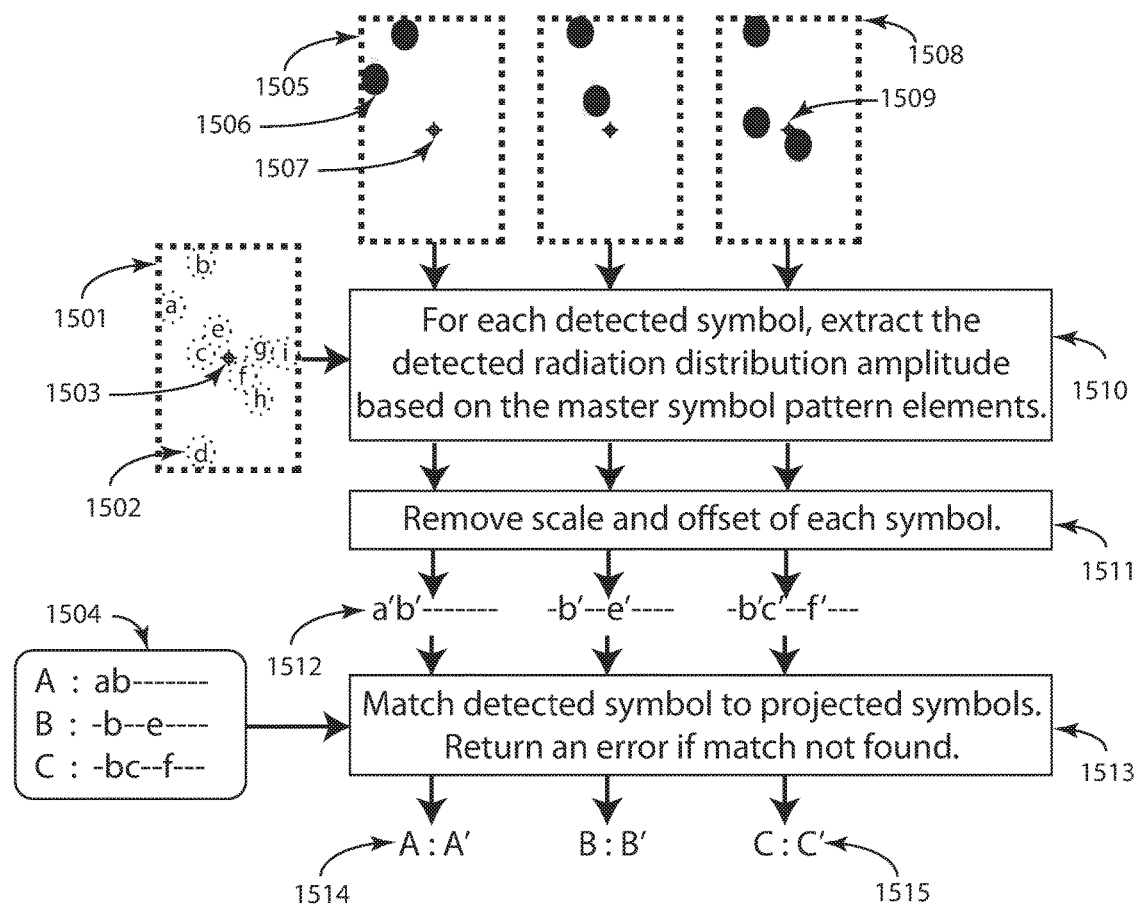 1505
1508
1506
1509
1507
b
1501
a
e
c
g
i
f
1503
h
d
1502
For each detected symbol, extract the
detected radiation distribution amplitude
based on the master symbol pattern elements.
1510
Remove scale and offset of each symbol.
1511
a′b′-------
-b′--e′----
-b′c′--f′---
1512
1504
A : ab-------
B : -b--e----
C : -bc--f---
Match detected symbol to projected symbols.
Return an error if match not found.
1513
A : A′
B : B′
C : C′
1514
1515